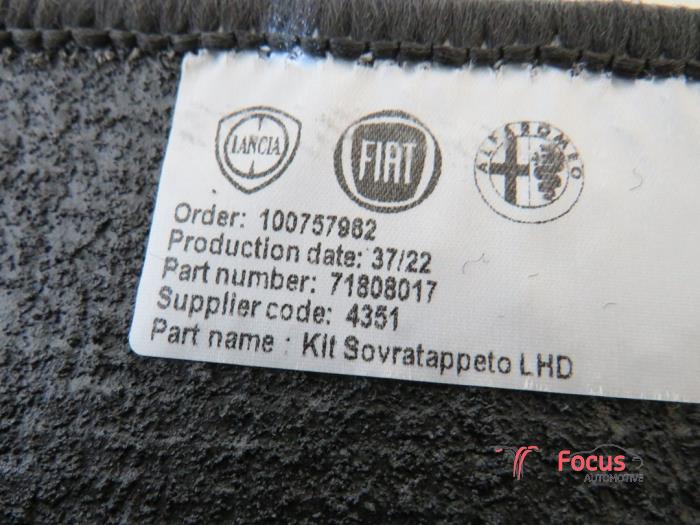 LANCIA FIAT ALFA ROMEO
Order: 100757982
Production date: 37/22
Part number: 71808017
Supplier code: 4351
Part name : Kit Sovratappeto LHD
Focus
AUTOMOTIVE